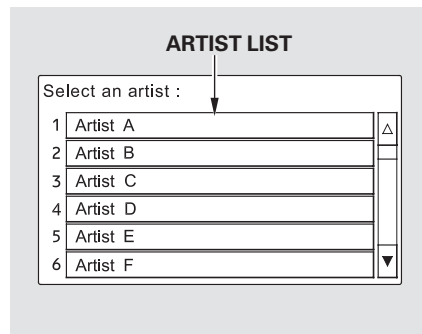 ARTIST LIST
Select an artist :
1 Artist A
2 Artist B
3 Artist C
4 Artist D
5 Artist E
6 Artist F